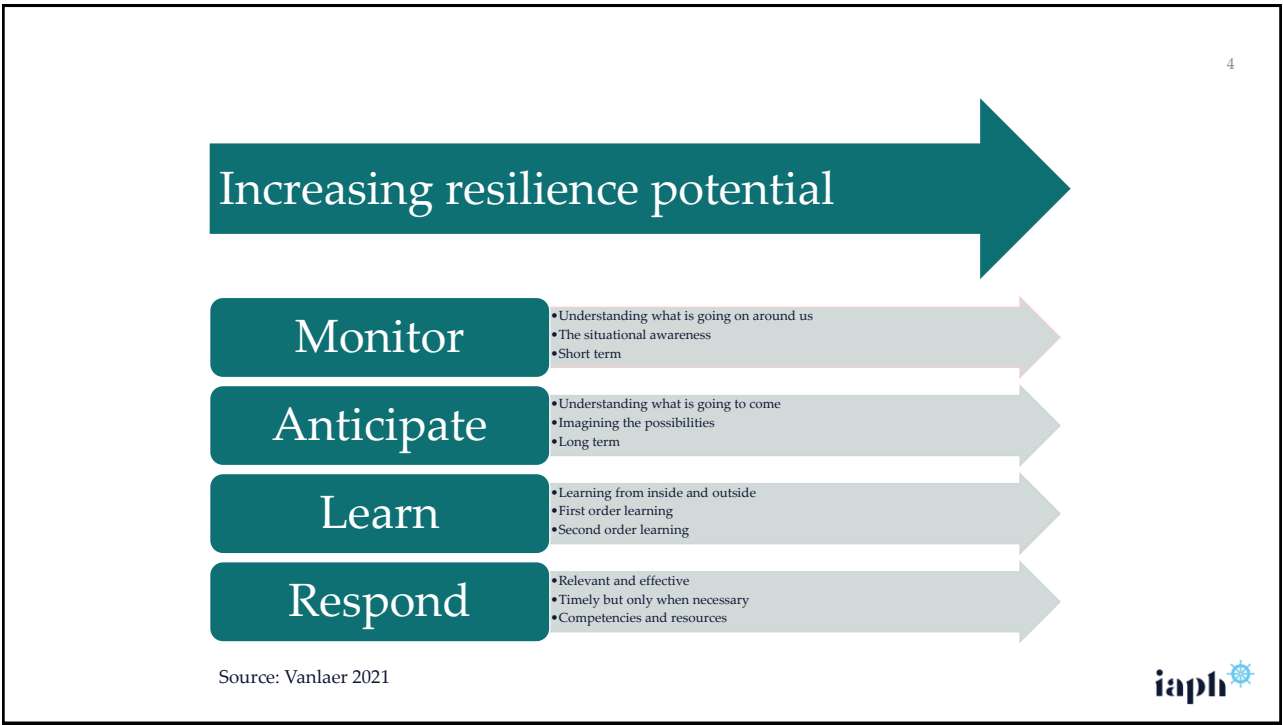 4
Increasing resilience potential
Monitor
•Understanding what is going on around us
•The situational awareness
•Short term
Anticipate
•Understanding what is going to come
•Imagining the possibilities
•Long term
Learn
•Learning from inside and outside
•First order learning
•Second order learning
Respond
•Relevant and effective
•Timely but only when necessary
•Competencies and resources
Source: Vanlaer 2021
iaph